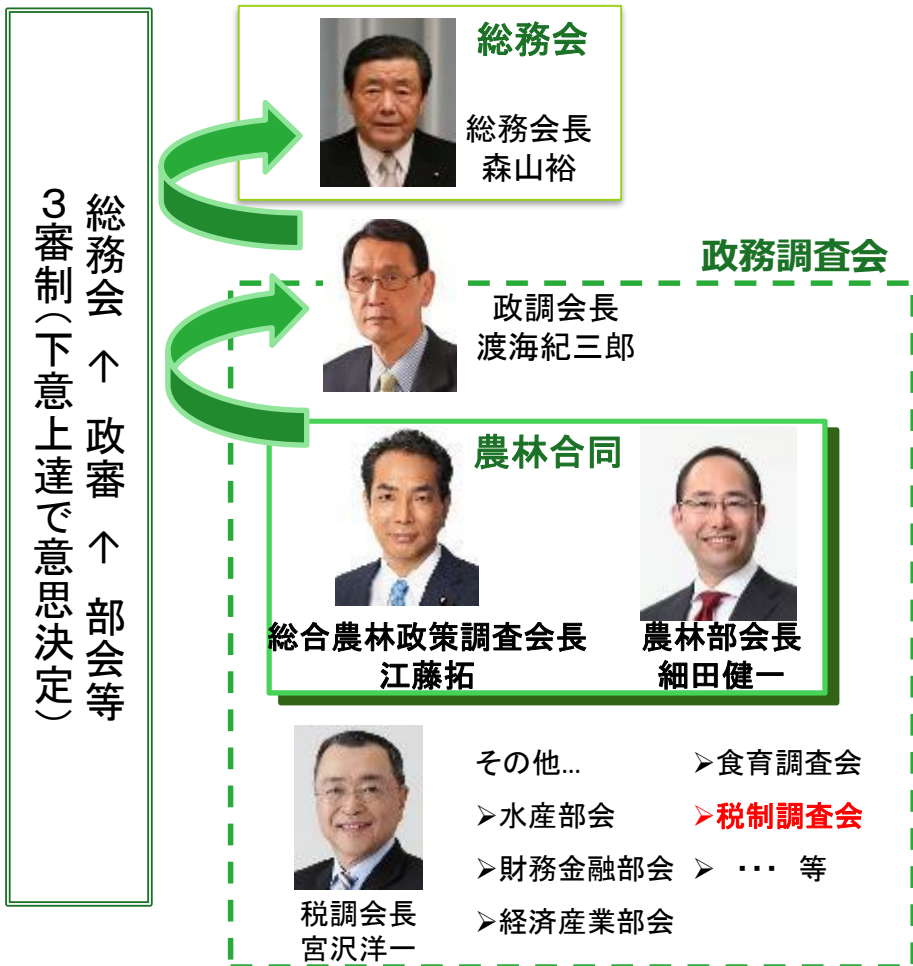 総務会 ↑ 政審 ↑ 部会等
３審制（下意上達で意思決定）
総務会
総務会長
森山裕
政務調査会
政調会長
渡海紀三郎
農林合同
総合農林政策調査会長
江藤拓
農林部会長
細田健一
税調会長
宮沢洋一
その他...
➢水産部会
➢財務金融部会
➢経済産業部会
➢食育調査会
➢税制調査会
➢ ･･･ 等